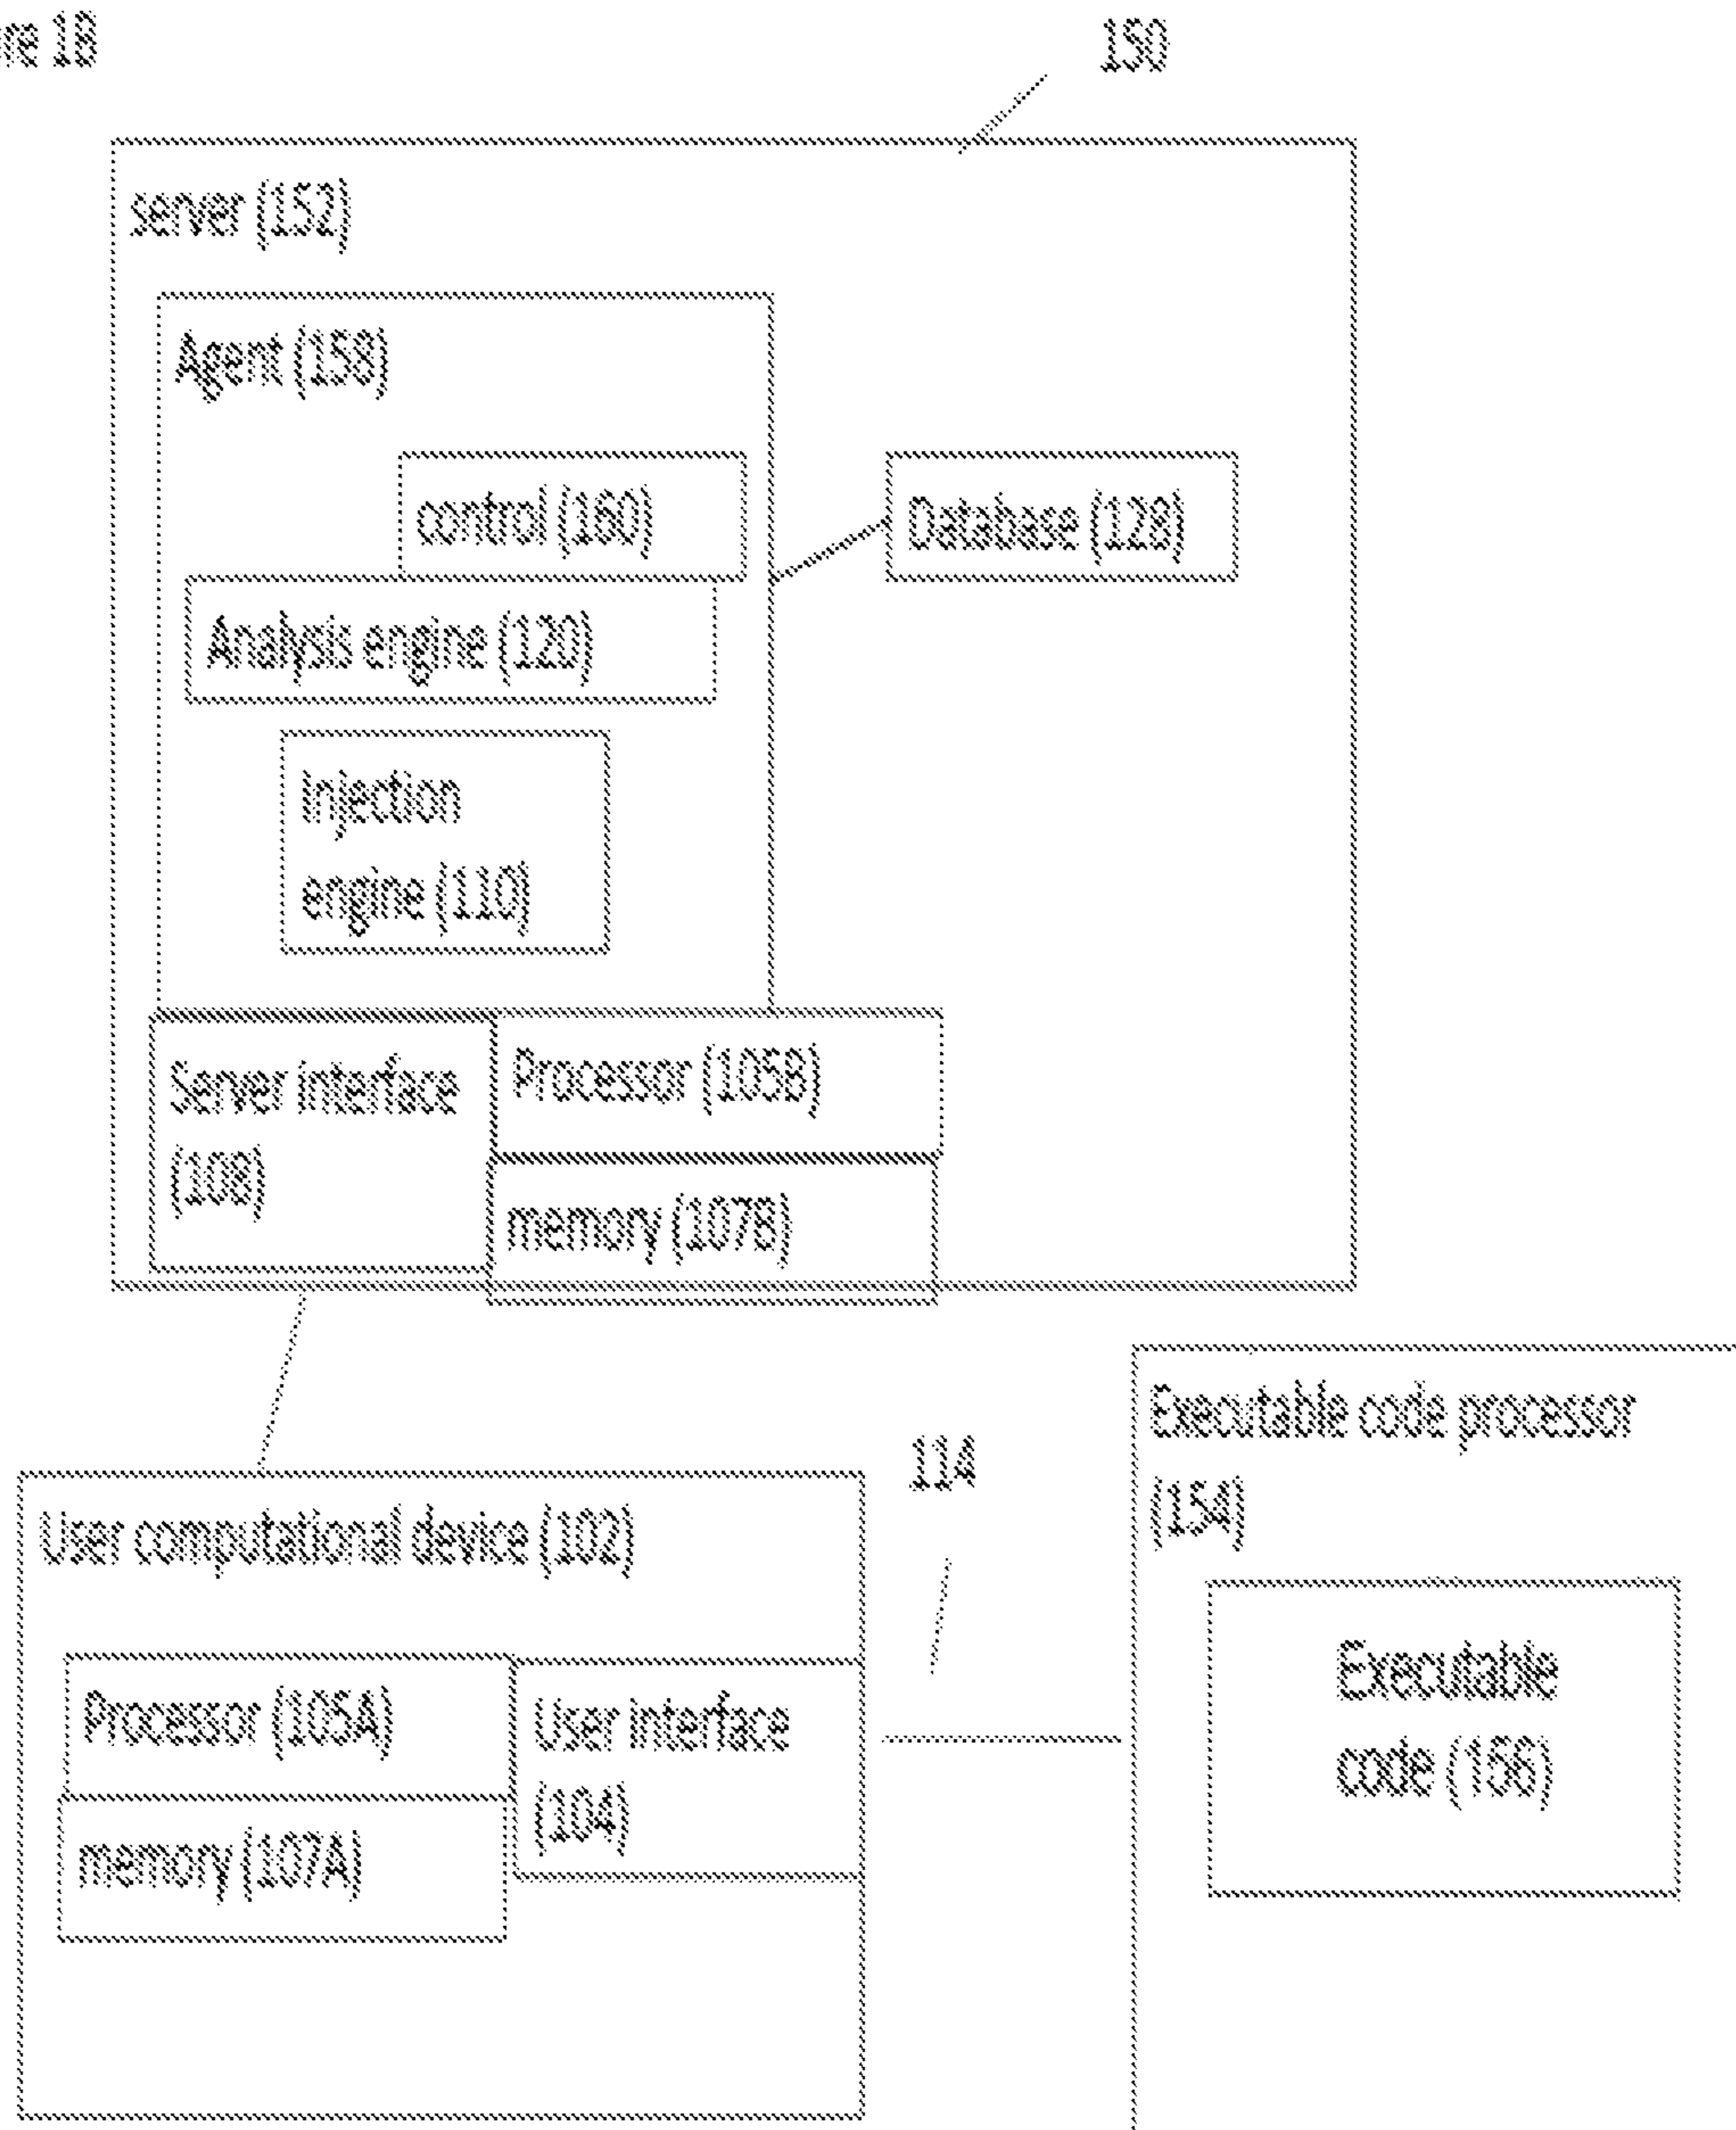 re 1B
150
server (152)
Agent (158)
control (160)
Database (128)
Analysis engine (120)
Injection
engine (110)
Server interface
(108)
Processor (105B)
memory (107B)
Executable code processor
(154)
114
User computational device (102)
Executable
code (156)
Processor (105A)
User interface
(104)
memory (107A)